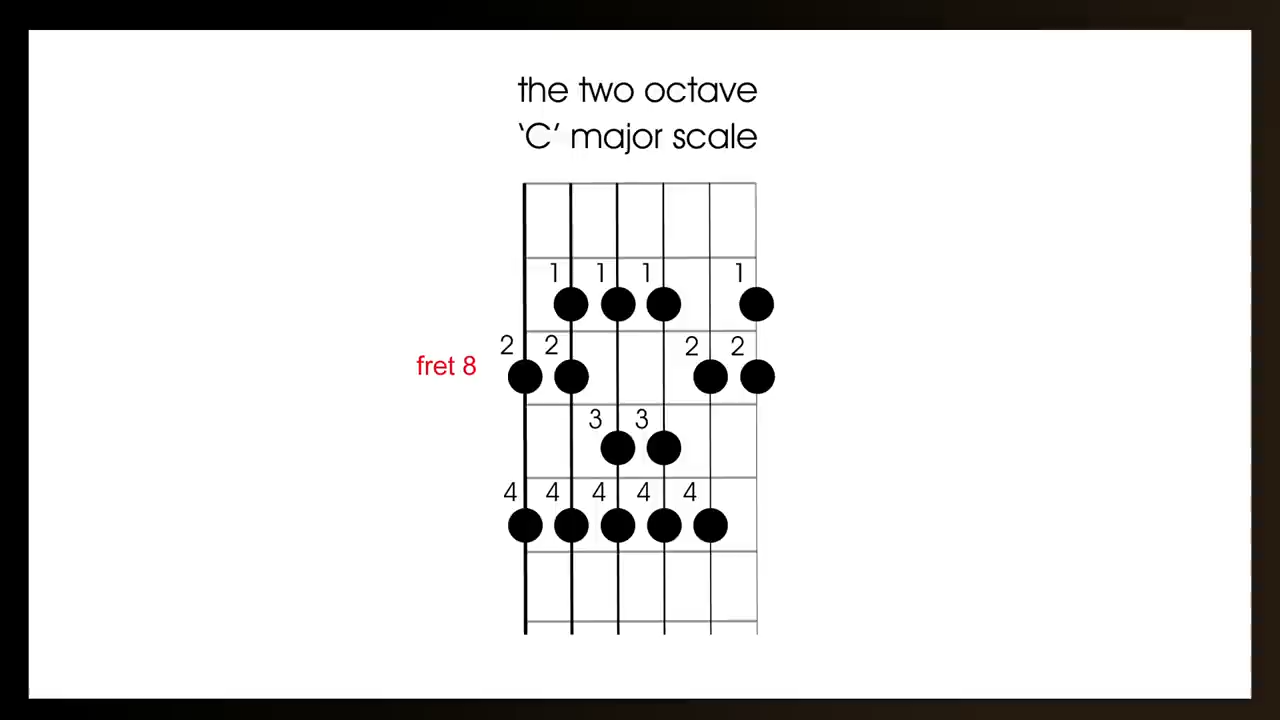 the two octave
‘C’ major scale
1 1 1 1
2 2 2 2
fret 8
3 3
4 4 4 4 4